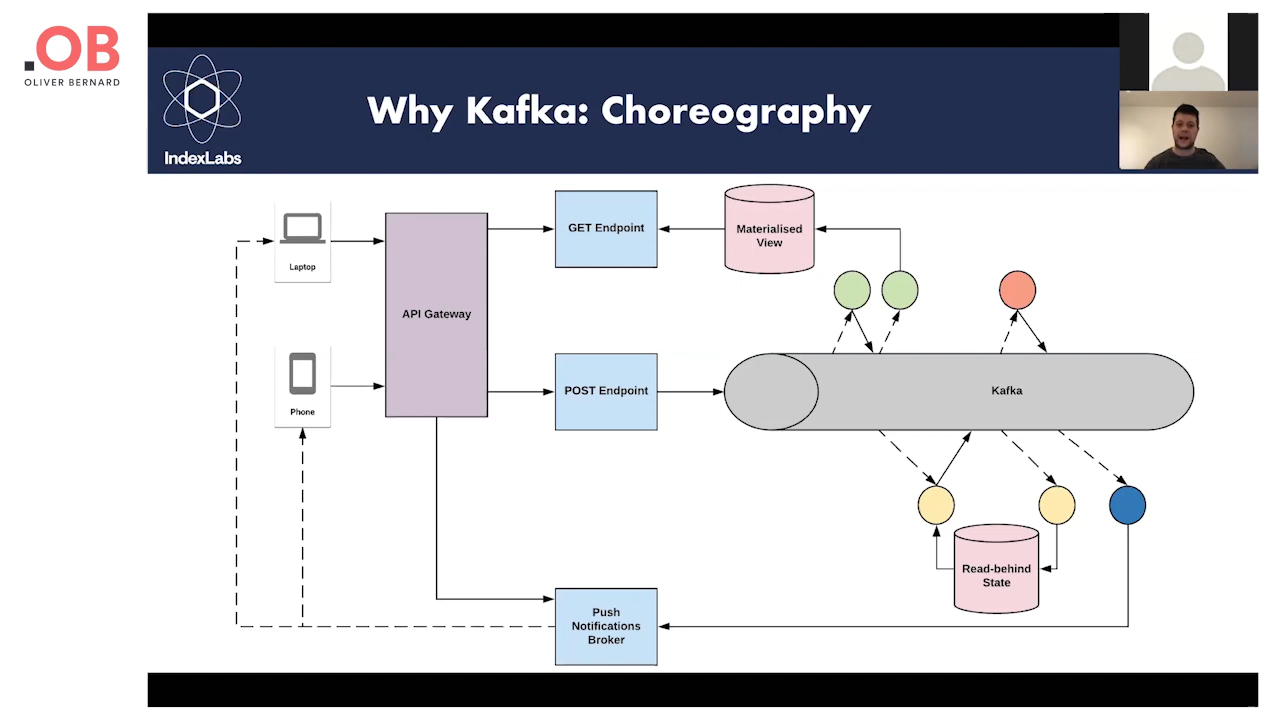 .OB
OLIVER BERNARD
IndexLabs
Why Kafka: Choreography
Laptop
Phone
API Gateway
GET Endpoint
Materialised
View
POST Endpoint
Kafka
Read-behind
State
Push
Notifications
Broker